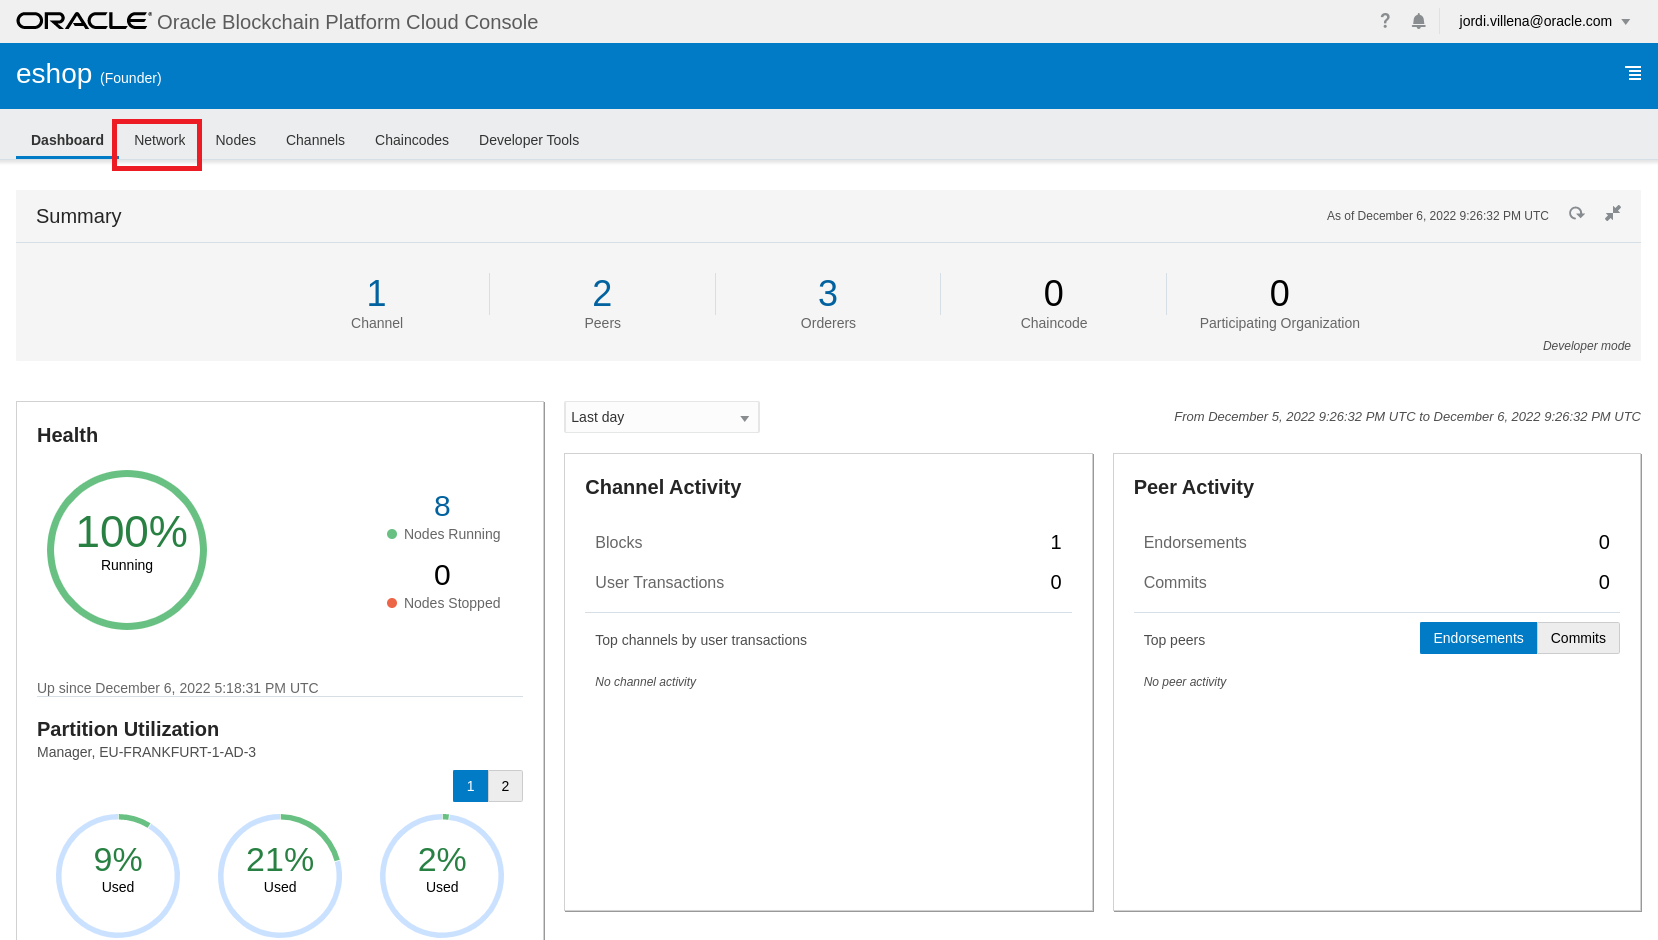 ORACLE® Oracle Blockchain Platform Cloud Console
? jordi.villena@oracle.com
eshop (Founder)
Dashboard Network Nodes Channels Chaincodes Developer Tools
Summary
As of December 6, 2022 9:26:32 PM UTC
1
Channel
2
Peers
3
Orderers
0
Chaincode
0
Participating Organization
Developer mode
Health
100%
Running
8
Nodes Running
0
Nodes Stopped
Up since December 6, 2022 5:18:31 PM UTC
Partition Utilization
Manager, EU-FRANKFURT-1-AD-3
1 2
9%
Used
21%
Used
2%
Used
Last day
From December 5, 2022 9:26:32 PM UTC to December 6, 2022 9:26:32 PM UTC
Channel Activity
Blocks 1
User Transactions 0
Top channels by user transactions
No channel activity
Peer Activity
Endorsements 0
Commits 0
Top peers Endorsements Commits
No peer activity